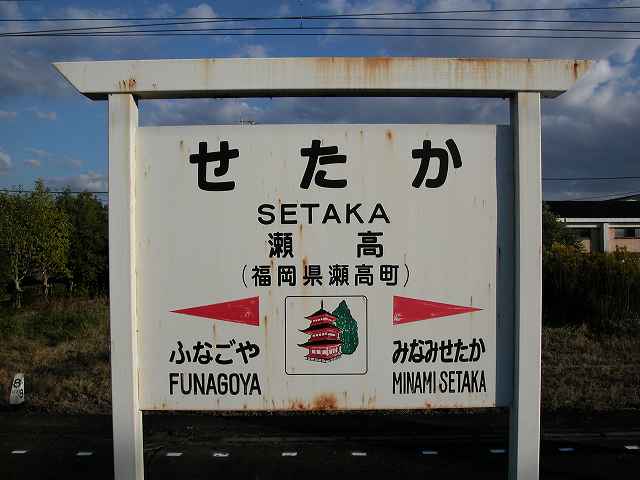 せたか
SETAKA
瀬高
(福岡県瀬高町)
ふなごや みなみせたか
FUNAGOYA MINAMI SETAKA